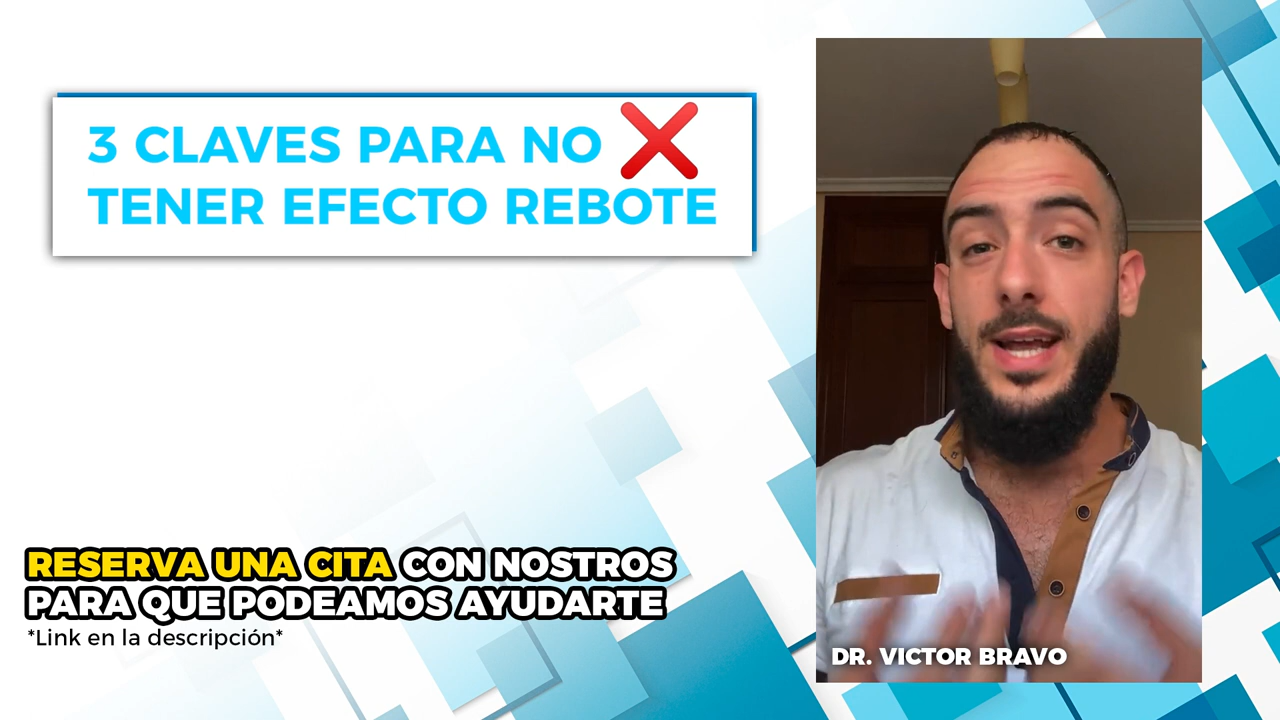 3 CLAVES PARA NO ❌
TENER EFECTO REBOTE
RESERVA UNA CITA CON NOSTROS
PARA QUE PODEAMOS AYUDARTE
*Link en la descripción*
DR. VICTOR BRAVO